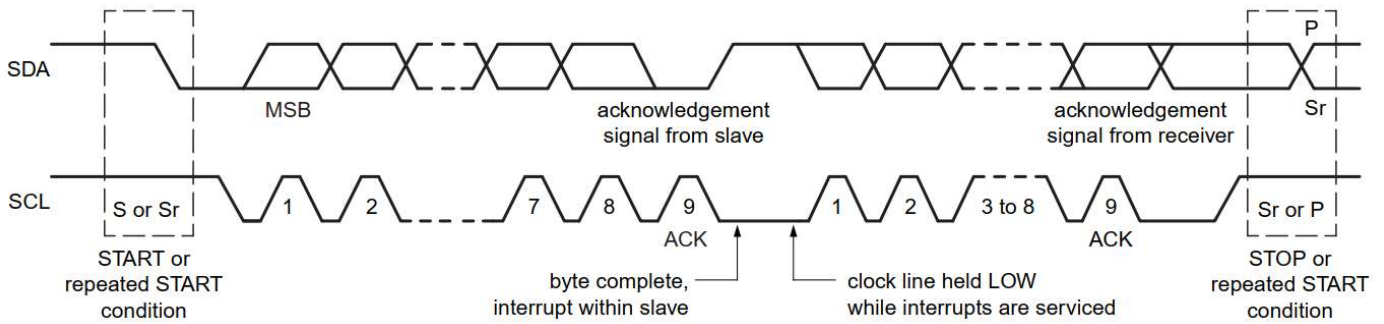 P
SDA
MSB
acknowledgement
signal from slave
acknowledgement
signal from receiver
Sr
SCL
S or Sr
1
2
7
8
9
1
2
3 to 8
9
Sr or P
ACK
ACK
START or
repeated START
condition
byte complete,
interrupt within slave
clock line held LOW
while interrupts are serviced
STOP or
repeated START
condition